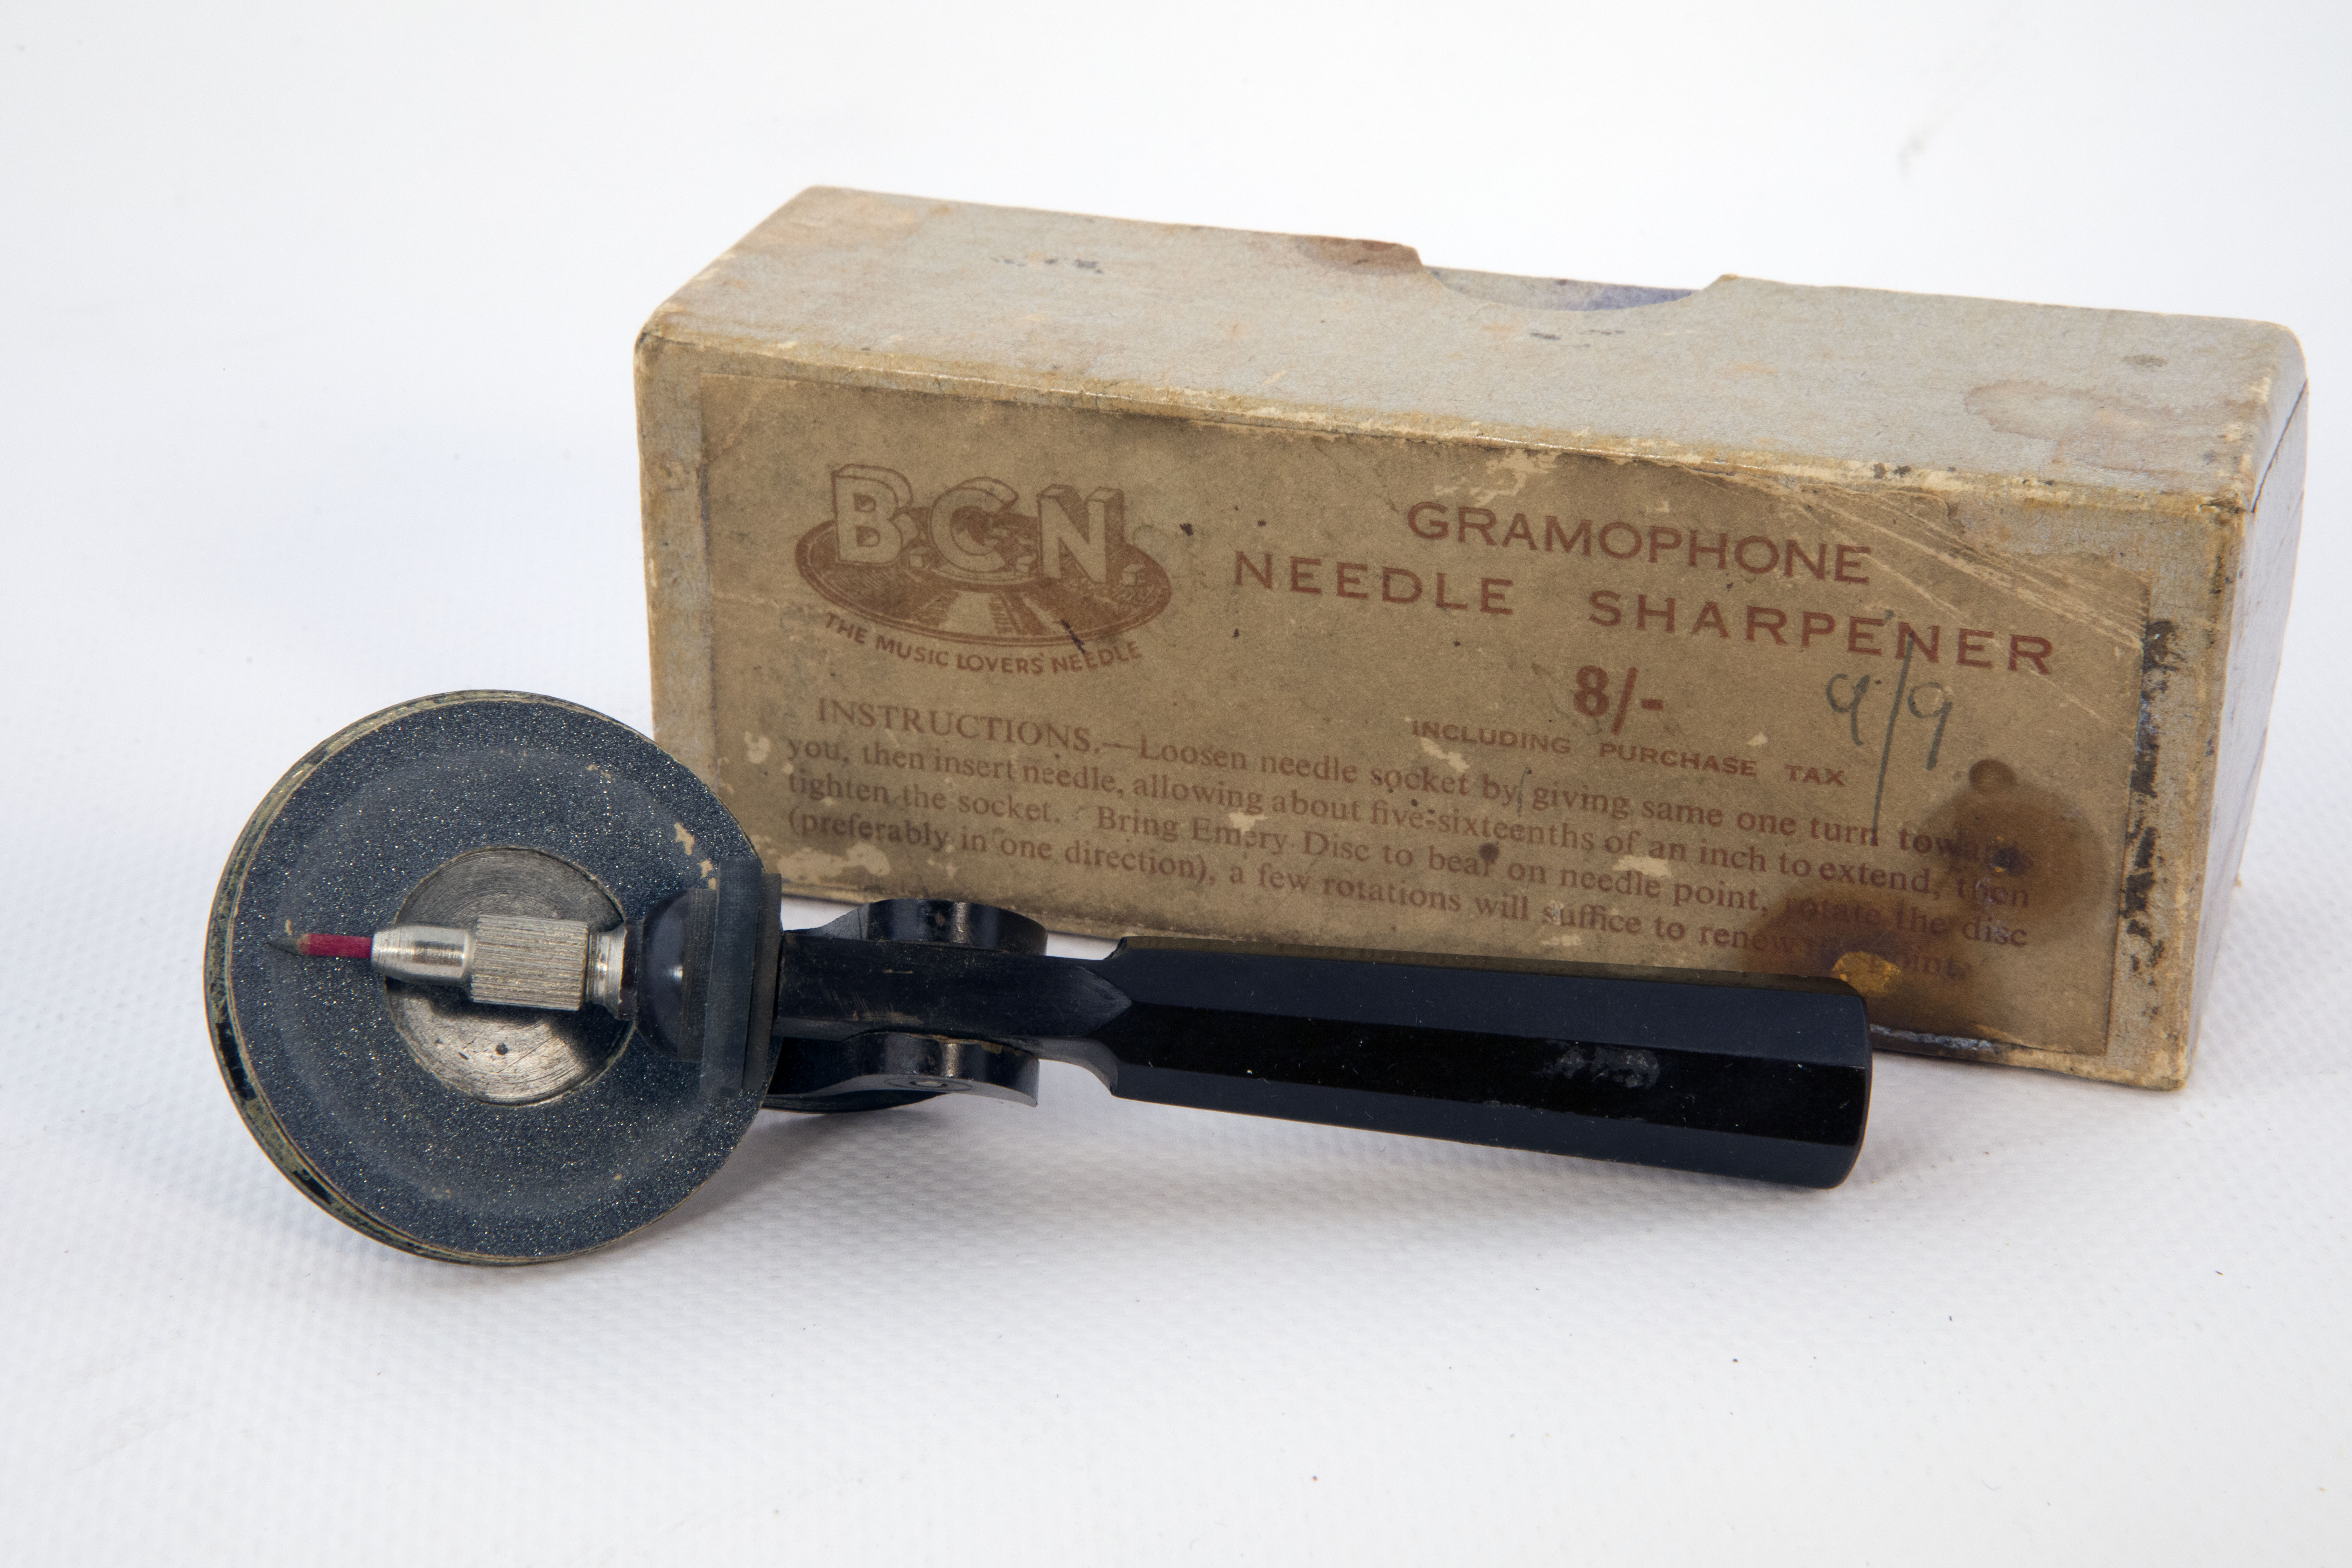 B.C.N.
THE MUSIC LOVERS' NEEDLE
GRAMOPHONE
NEEDLE SHARPENER
8/-
9/9
INCLUDING PURCHASE TAX
INSTRUCTIONS.—Loosen needle socket by giving same one turn towards
you, then insert needle, allowing about five-sixteenths of an inch to extend, then
tighten the socket. Bring Emery Disc to bear on needle point, rotate the disc
(preferably in one direction), a few rotations will suffice to renew point.